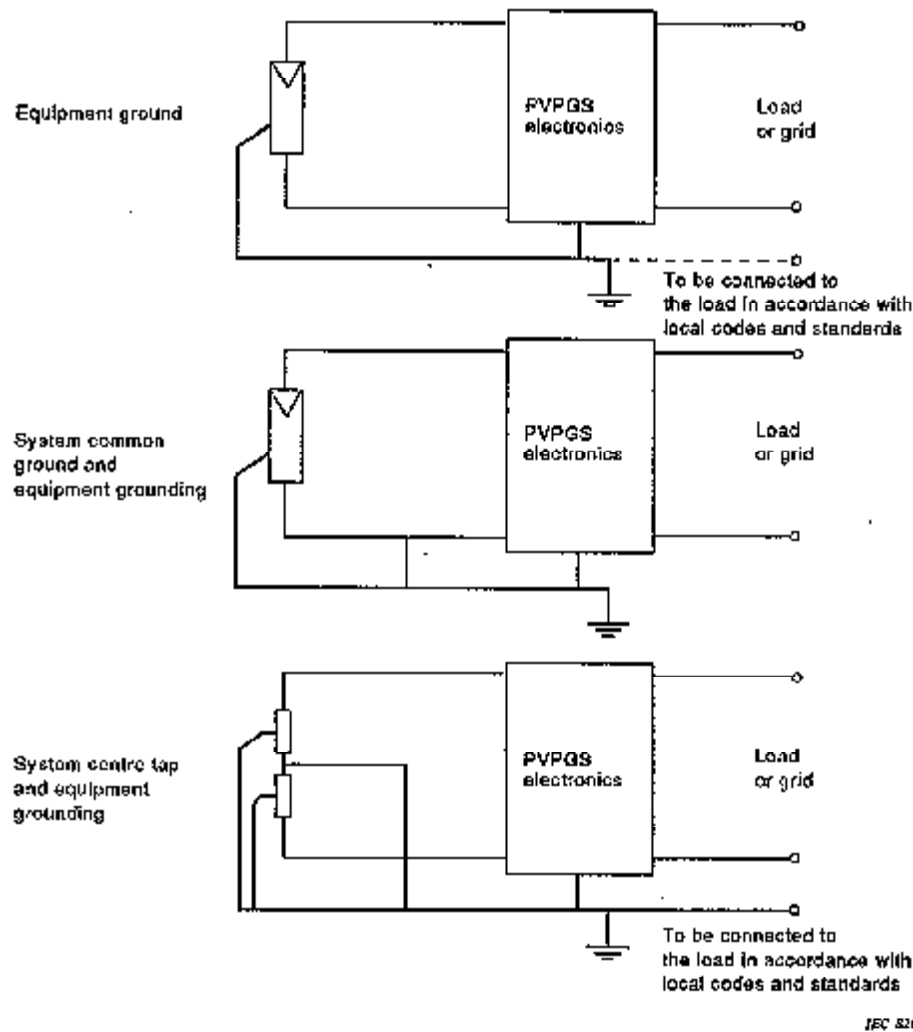 Equipment ground
PVPGS
electronics
Load
or grid
To be connected to
the load in accordance with
local codes and standards
System common
ground and
equipment grounding
PVPGS
electronics
Load
or grid
System centre tap
and equipment
grounding
PVPGS
electronics
Load
or grid
To be connected to
the load in accordance with
local codes and standards
IEC